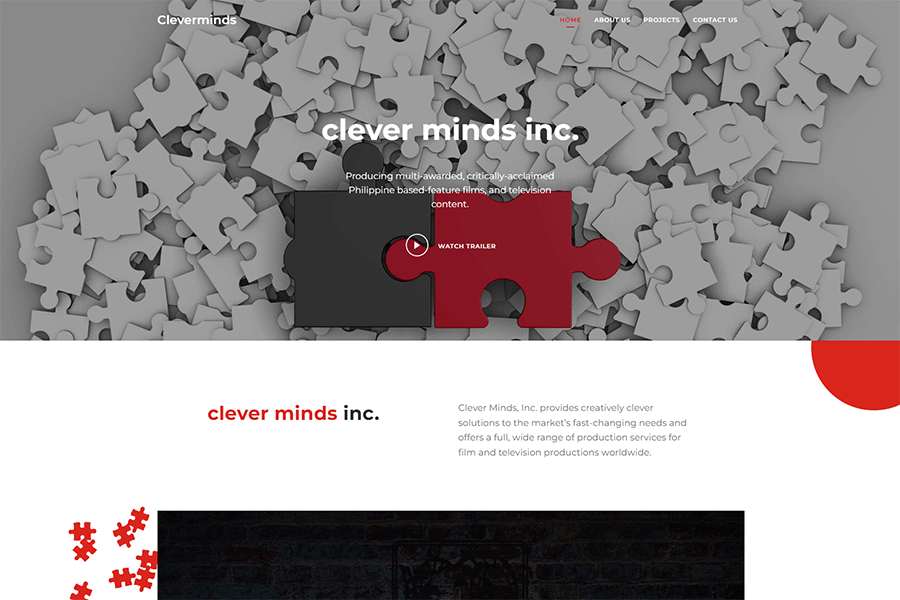 Cleverminds
HOME ABOUT US PROJECTS CONTACT US
clever minds inc.
Producing multi-awarded, critically-acclaimed
Philippine based-feature films, and television
content.
WATCH TRAILER
clever minds inc.
Clever Minds, Inc. provides creatively clever
solutions to the market's fast-changing needs and
offers a full, wide range of production services for
film and television productions worldwide.